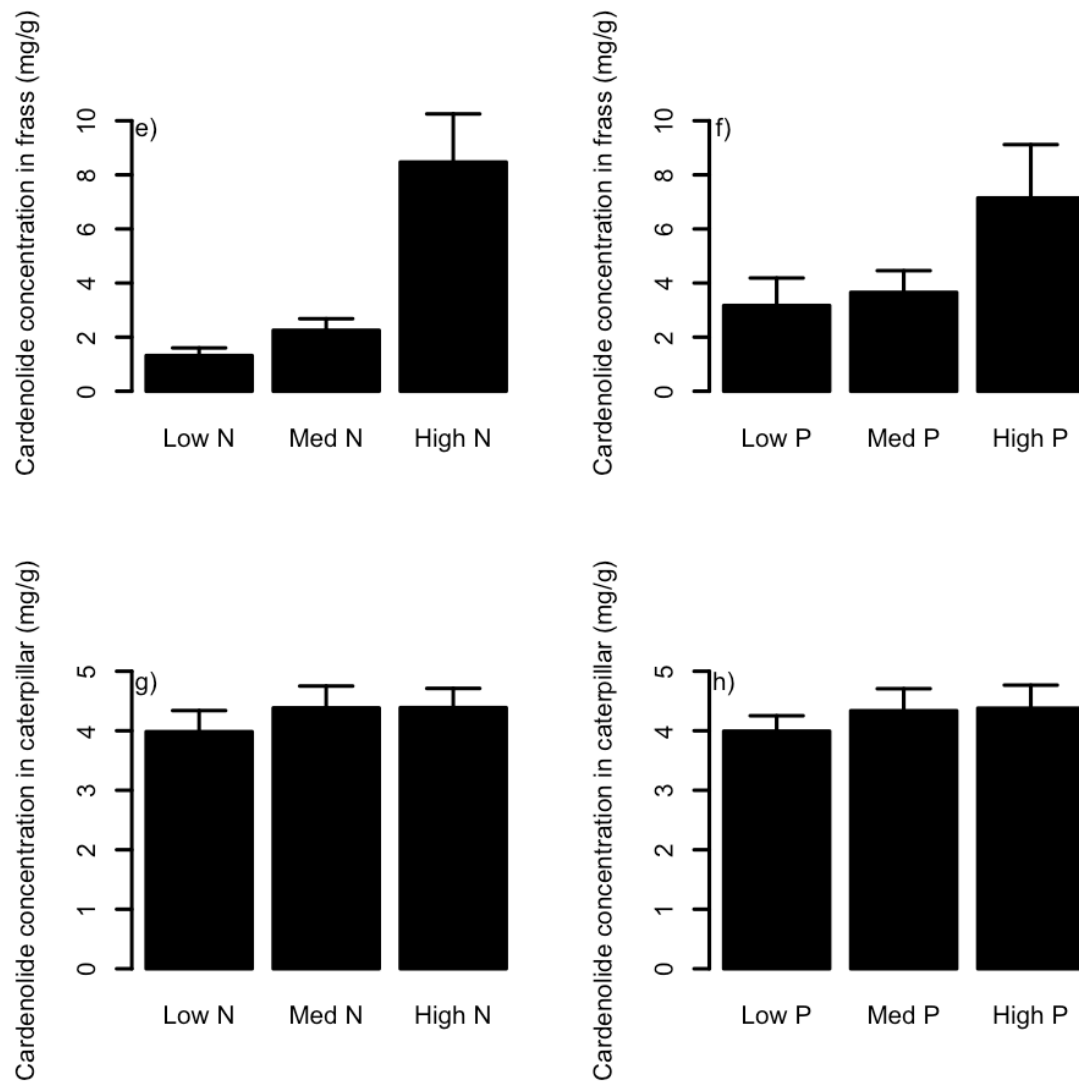 Cardenolide concentration in frass (mg/g)
0 2 4 6 8 10
e)
Low N Med N High N
Cardenolide concentration in frass (mg/g)
0 2 4 6 8 10
f)
Low P Med P High P
Cardenolide concentration in caterpillar (mg/g)
0 1 2 3 4 5
g)
Low N Med N High N
Cardenolide concentration in caterpillar (mg/g)
0 1 2 3 4 5
h)
Low P Med P High P